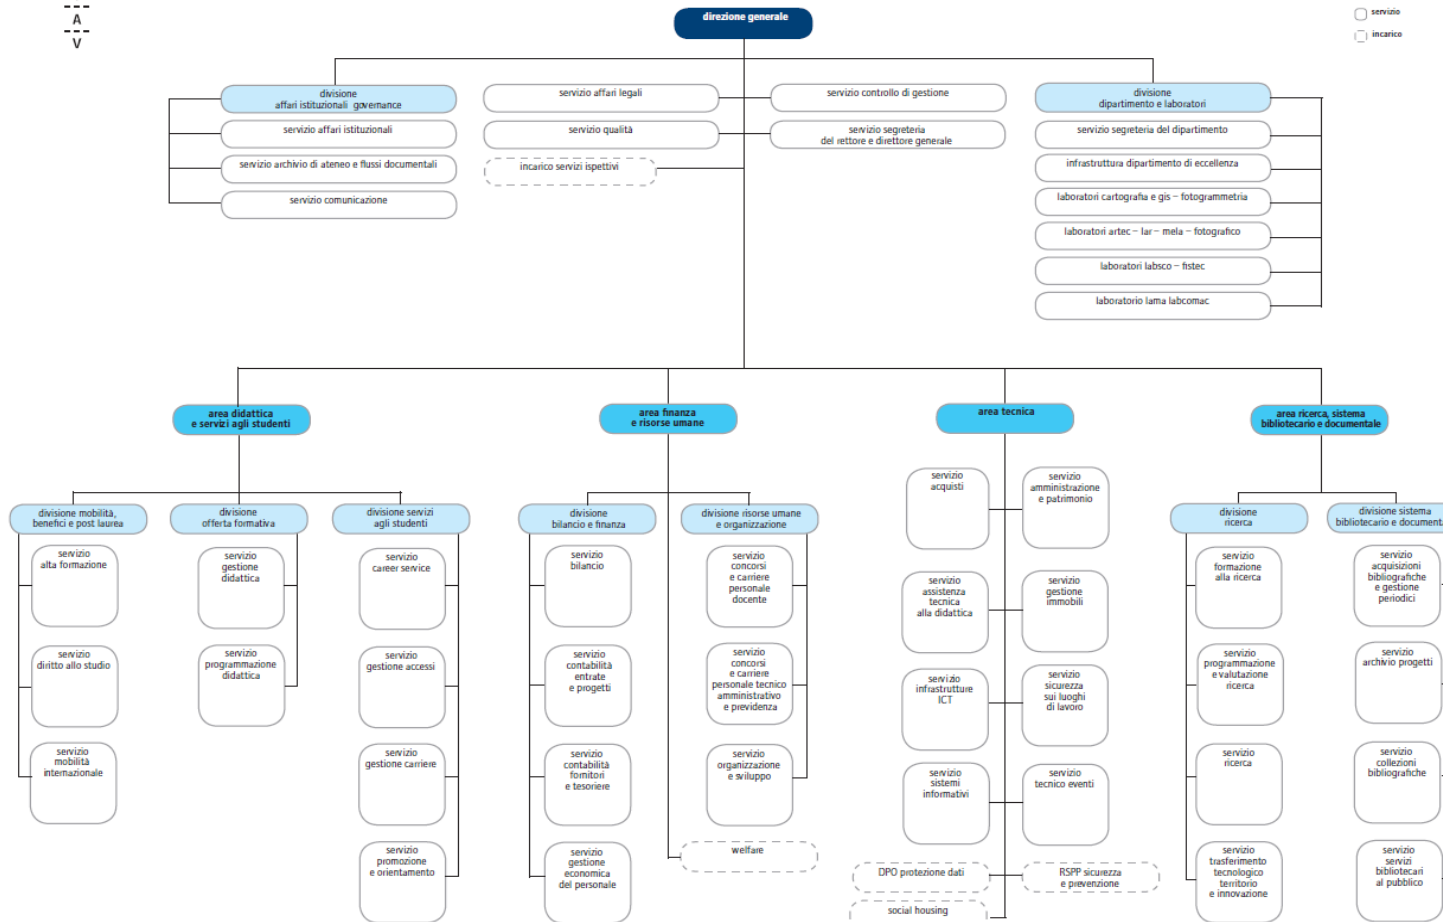 A
V
direzione generale
servizio
incarico
divisione
affari istituzionali governance
servizio affari istituzionali
servizio archivio di ateneo e flussi documentali
servizio comunicazione
servizio affari legali
servizio controllo di gestione
servizio qualità
servizio segreteria
del rettore e direttore generale
incarico servizi ispettivi
divisione
dipartimento e laboratori
servizio segreteria del dipartimento
infrastruttura dipartimento di eccellenza
laboratori cartografia e gis – fotogrammetria
laboratori artec – lar – mela – fotografico
laboratori labsco – fistec
laboratorio lama labcomac
area didattica
e servizi agli studenti
area finanza
e risorse umane
area tecnica
area ricerca, sistema
bibliotecario e documentale
divisione mobilità,
benefici e post laurea
servizio
alta formazione
servizio
diritto allo studio
servizio
mobilità
internazionale
divisione
offerta formativa
servizio
gestione
didattica
servizio
programmazione
didattica
divisione servizi
agli studenti
servizio
career service
servizio
gestione accessi
servizio
gestione carriere
servizio
promozione
e orientamento
divisione
bilancio e finanza
servizio
bilancio
servizio
contabilità
entrate
e progetti
servizio
contabilità
fornitori
e tesoriere
servizio
gestione
economica
del personale
divisione risorse umane
e organizzazione
servizio
concorsi
e carriere
personale
docente
servizio
concorsi
e carriere
personale tecnico
amministrativo
e previdenza
servizio
organizzazione
e sviluppo
welfare
servizio
acquisti
servizio
amministrazione
e patrimonio
servizio
assistenza
tecnica
alla didattica
servizio
gestione
immobili
servizio
infrastrutture
ICT
servizio
sicurezza
sui luoghi
di lavoro
servizio
sistemi
informativi
servizio
tecnico eventi
DPO protezione dati
RSPP sicurezza
e prevenzione
social housing
divisione
ricerca
servizio
formazione
alla ricerca
servizio
programmazione
e valutazione
ricerca
servizio
ricerca
servizio
trasferimento
tecnologico
territorio
e innovazione
divisione sistema
bibliotecario e documenta
servizio
acquisizioni
bibliografiche
e gestione
periodici
servizio
archivio progetti
servizio
collezioni
bibliografiche
servizio
servizi
bibliotecari
al pubblico